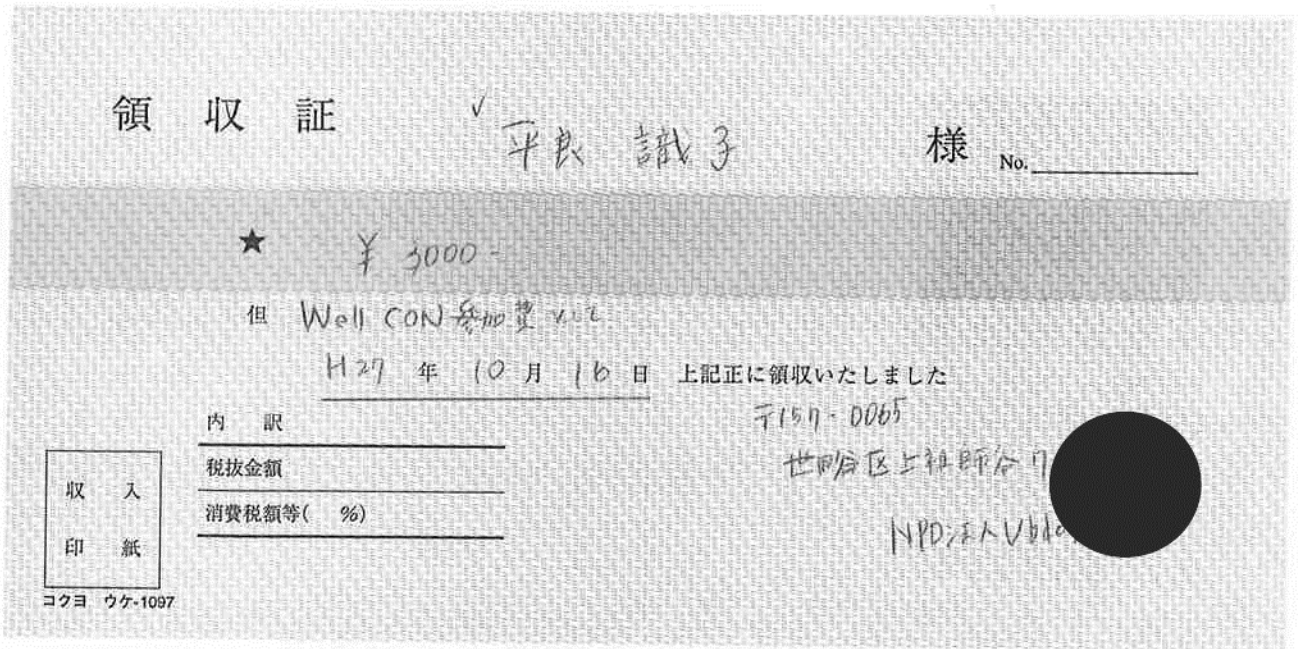 領収証 平良 識子 様 No.
★ ¥ 3000-
但 Well CON 参加費として
H27 年 10 月 16 日 上記正に領収いたしました
〒157-0065
世田谷区上祖師谷 7
NPO法人
内 訳
税抜金額
消費税額等( %)
収 入
印 紙
コクヨ ウケ-1097